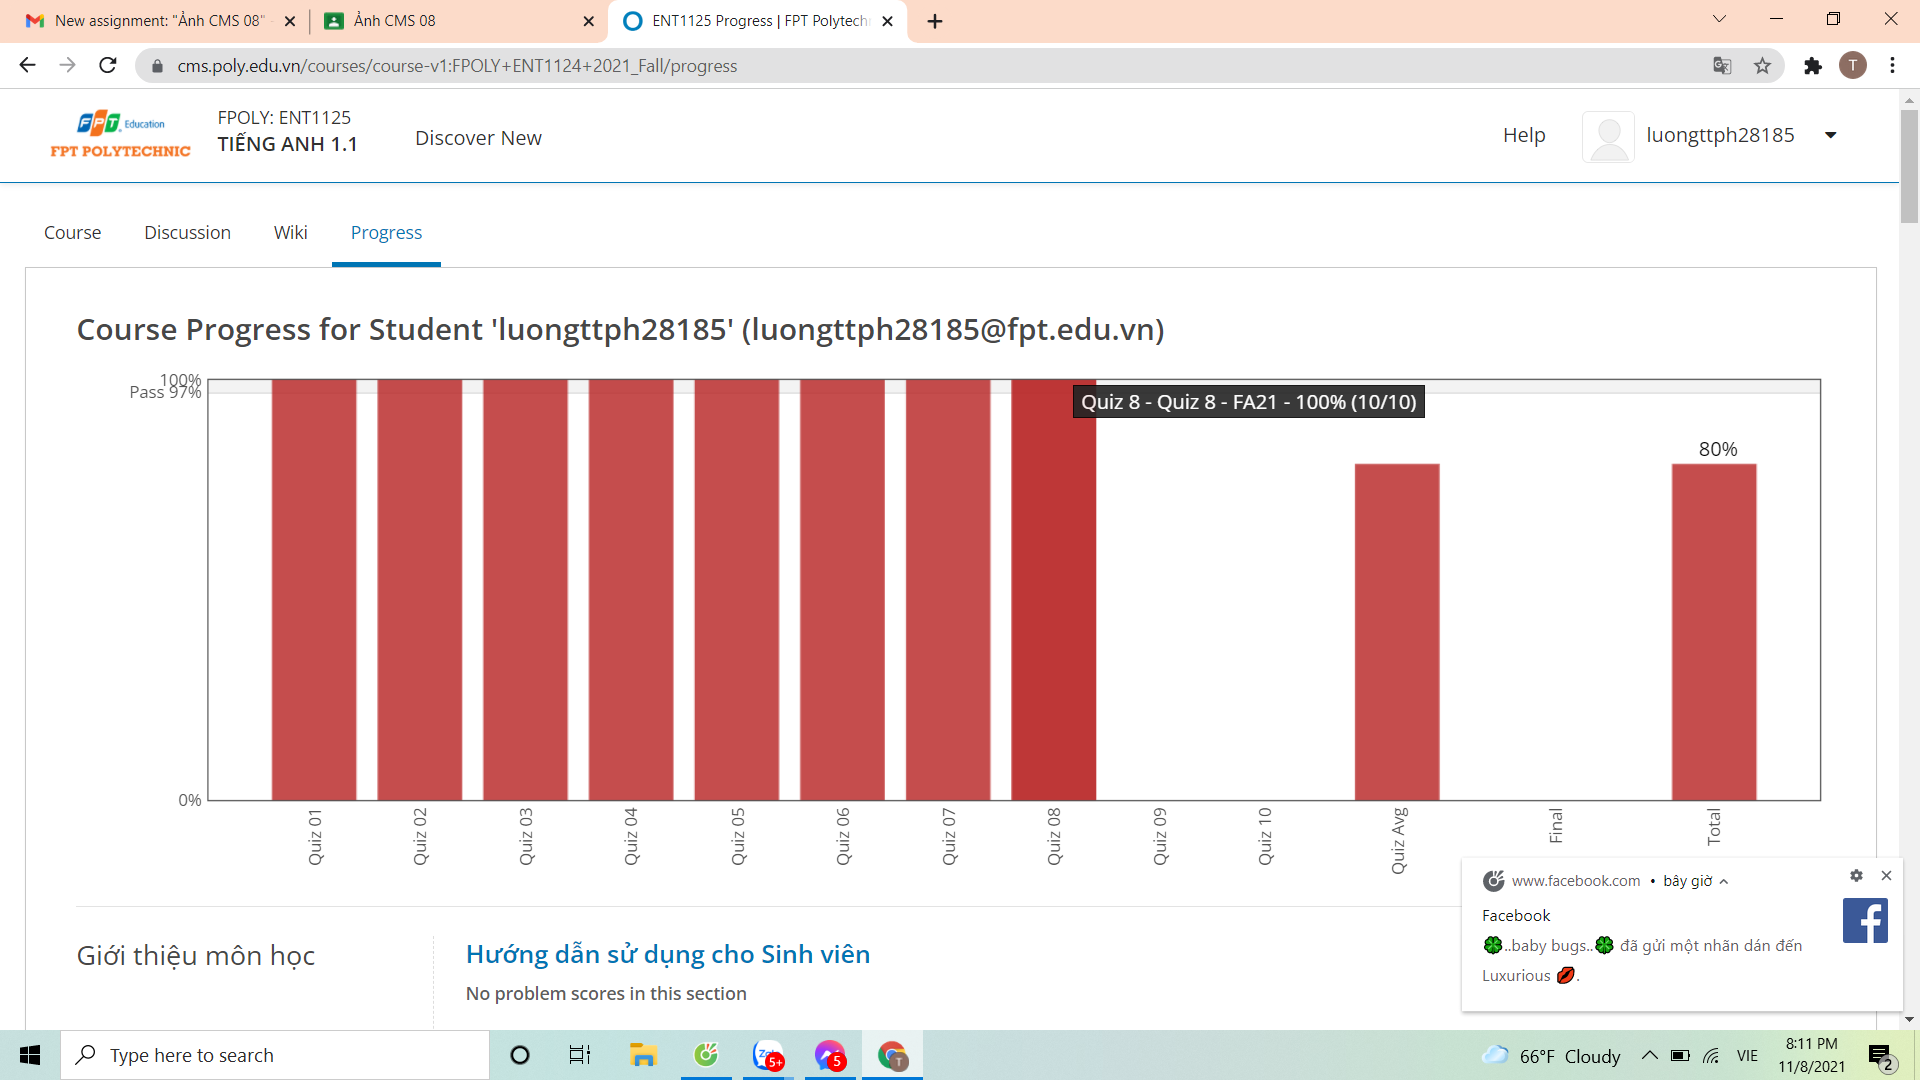 New assignment: "Ảnh CMS 08"
Ảnh CMS 08
ENT1125 Progress | FPT Polytechn
cms.poly.edu.vn/courses/course-v1:FPOLY+ENT1124+2021_Fall/progress
T
FPT Education
FPT POLYTECHNIC
FPOLY: ENT1125
TIẾNG ANH 1.1
Discover New
Help
luongttph28185
Course
Discussion
Wiki
Progress
Course Progress for Student 'luongttph28185' (luongttph28185@fpt.edu.vn)
100%
Pass 97%
Quiz 8 - Quiz 8 - FA21 - 100% (10/10)
80%
0%
Quiz 01
Quiz 02
Quiz 03
Quiz 04
Quiz 05
Quiz 06
Quiz 07
Quiz 08
Quiz 09
Quiz 10
Quiz Avg
Final
Total
Giới thiệu môn học
Hướng dẫn sử dụng cho Sinh viên
No problem scores in this section
www.facebook.com • bây giờ
Facebook
🍀..baby bugs..🍀 đã gửi một nhãn dán đến
Luxurious 💋.
Type here to search
5+
5
T
66°F Cloudy
VIE
8:11 PM
11/8/2021
2